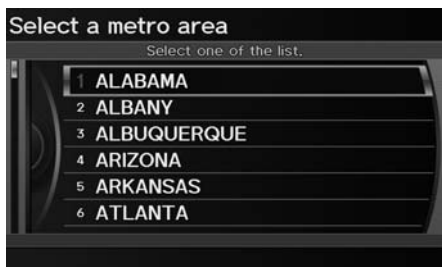 Select a metro area
Select one of the list.
1 ALABAMA
2 ALBANY
3 ALBUQUERQUE
4 ARIZONA
5 ARKANSAS
6 ATLANTA